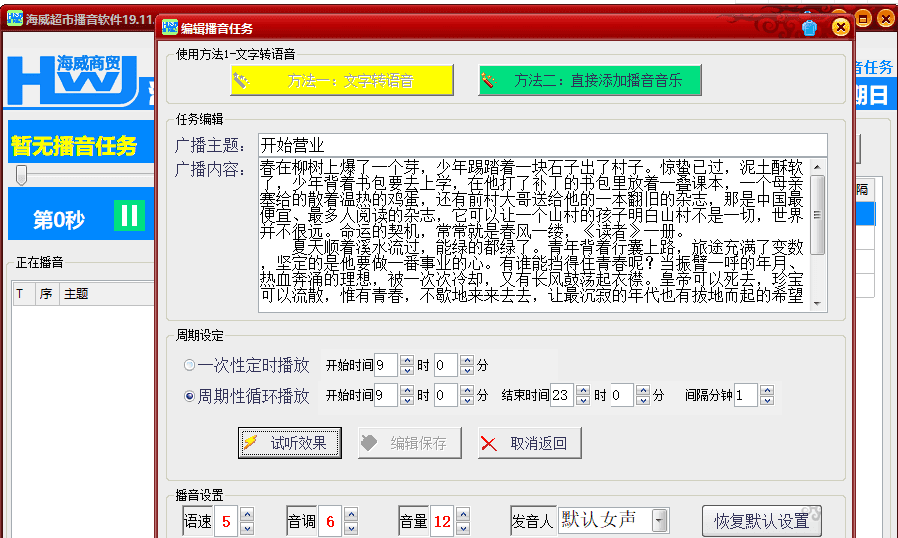 海威超市播音软件19.11.
编辑播音任务
海威商贸
HWJ
音任务
期日
暂无播音任务
第0秒
正在播音
T 序 主题
隔
使用方法1-文字转语音
方法一：文字转语音
方法二：直接添加播音音乐
任务编辑
广播主题： 开始营业
广播内容：
春在柳树上爆了一个芽，少年踢踏着一块石子出了村子。惊蛰已过，泥土酥软
了，少年背着书包要去上学，在他打了补丁的书包里放着一叠课本，一个母亲
塞给的散着温热的鸡蛋，还有前村大哥送给他的一本翻旧的杂志，那是中国最
便宜、最多人阅读的杂志，它可以让一个山村的孩子明白山村不是一切，世界
并不很远。命运的契机，常常就是春风一缕，《读者》一册。
夏天顺着溪水流过，能绿的都绿了。青年背着行囊上路，旅途充满了变数
，坚定的是他要做一番事业的心。有谁能挡得住青春呢？当振臂一呼的年月、
热血奔涌的理想，被一次次冷却，又有长风鼓荡起衣襟。皇帝可以死去，珍宝
可以流散，惟有青春，不歇地来来去去，让最沉寂的年代也有拔地而起的希望
周期设定
一次性定时播放 开始时间 9 时 0 分
周期性循环播放 开始时间 9 时 0 分 结束时间 23 时 0 分 间隔分钟 1
试听效果 编辑保存 取消返回
播音设置
语速 5 音调 6 音量 12 发音人 默认女声 恢复默认设置